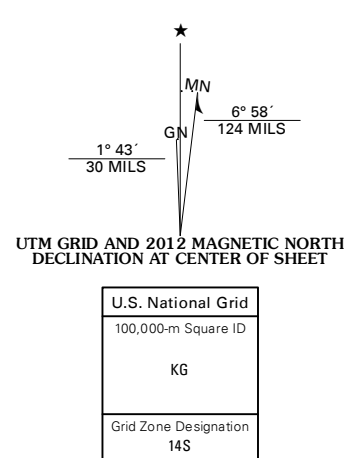 ★
MN
6° 58´
124 MILS
GN
1° 43´
30 MILS
UTM GRID AND 2012 MAGNETIC NORTH
DECLINATION AT CENTER OF SHEET
U.S. National Grid
100,000-m Square ID
KG
Grid Zone Designation
14S